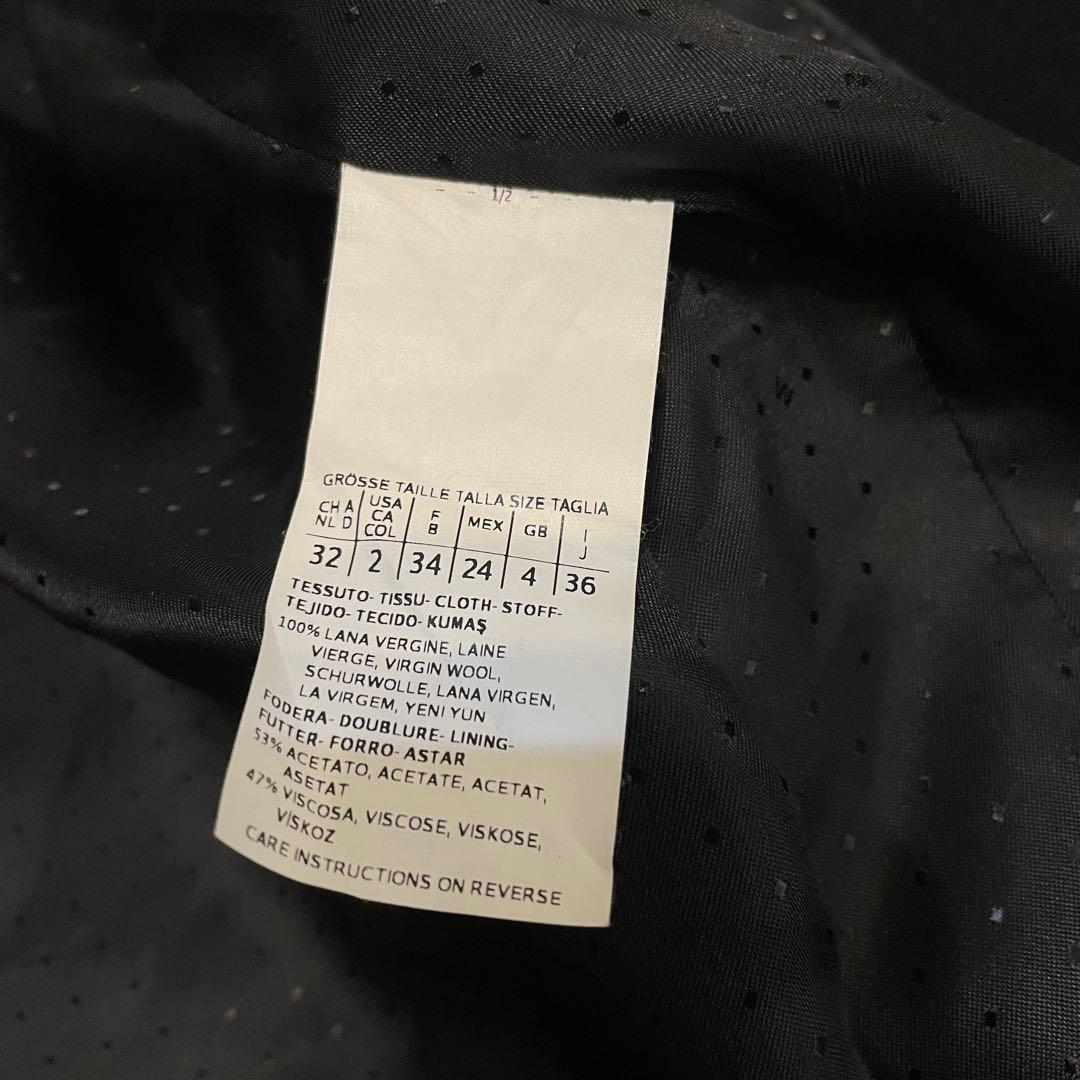 - - 1/2 - -
GRÖSSE TAILLE TALLA SIZE TAGLIA
CH A USA F MEX GB I
NL D CA B J
COL
32 2 34 24 4 36
TESSUTO- TISSU- CLOTH- STOFF-
TEJIDO- TECIDO- KUMAŞ
100% LANA VERGINE, LAINE
VIERGE, VIRGIN WOOL,
SCHURWOLLE, LANA VIRGEN,
LA VIRGEM, YENI YÜN
FODERA- DOUBLURE- LINING-
FUTTER- FORRO- ASTAR
53% ACETATO, ACETATE, ACETAT,
ASETAT
47% VISCOSA, VISCOSE, VISKOSE,
VISKOZ
CARE INSTRUCTIONS ON REVERSE